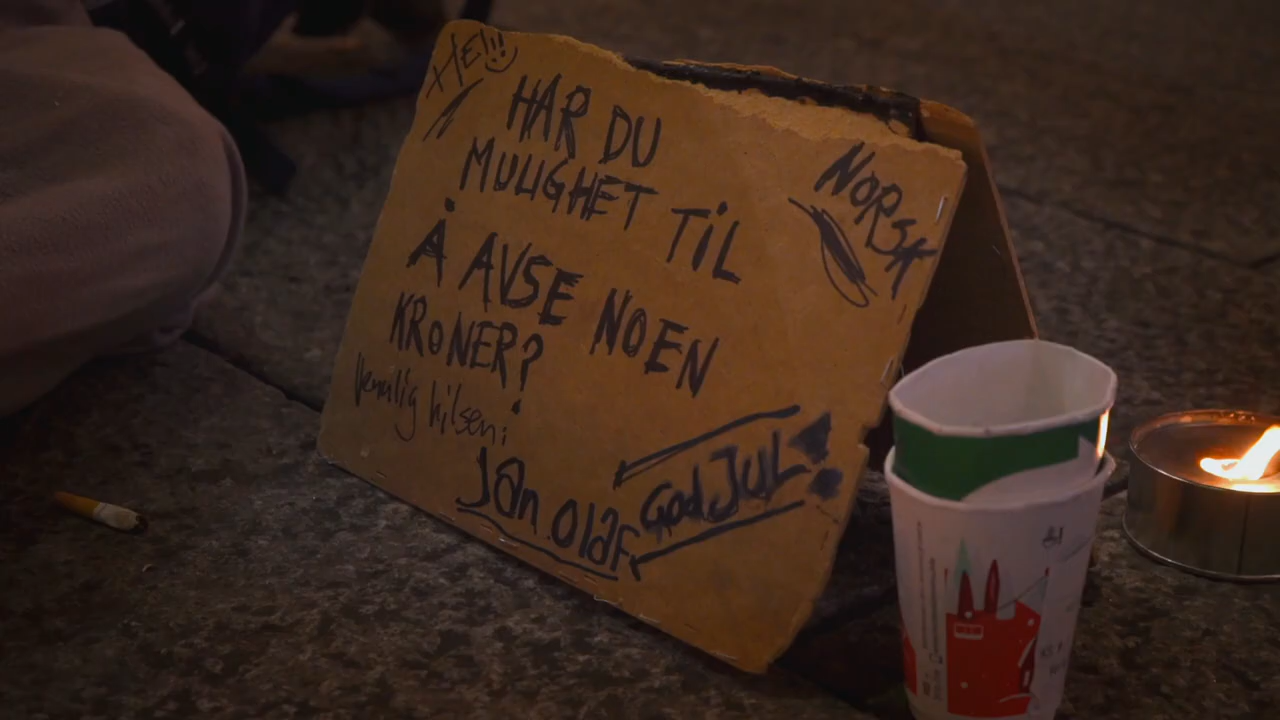 HEI!!
HAR DU
MULIGHET TIL
Å AVSE NOEN
KRONER?
Vennlig hilsen:
Jan Olaf
NORSK
GOd JUL!